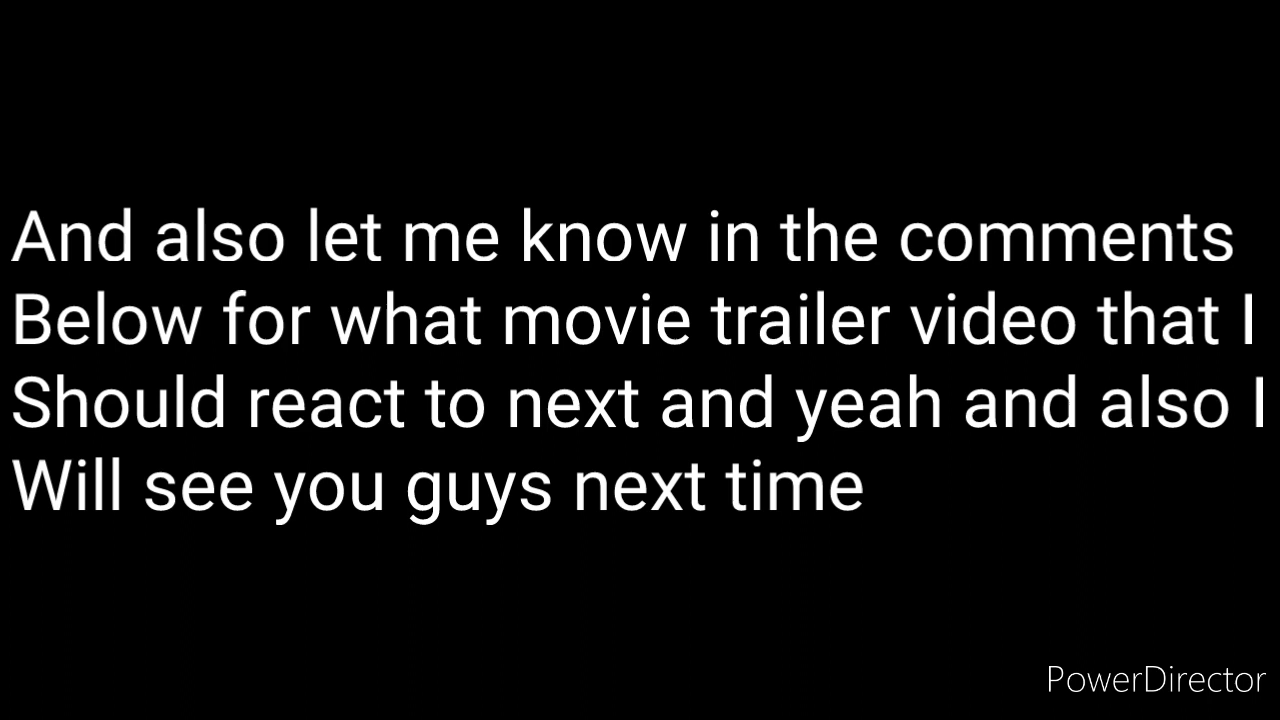 And also let me know in the comments
Below for what movie trailer video that I
Should react to next and yeah and also I
Will see you guys next time
PowerDirector